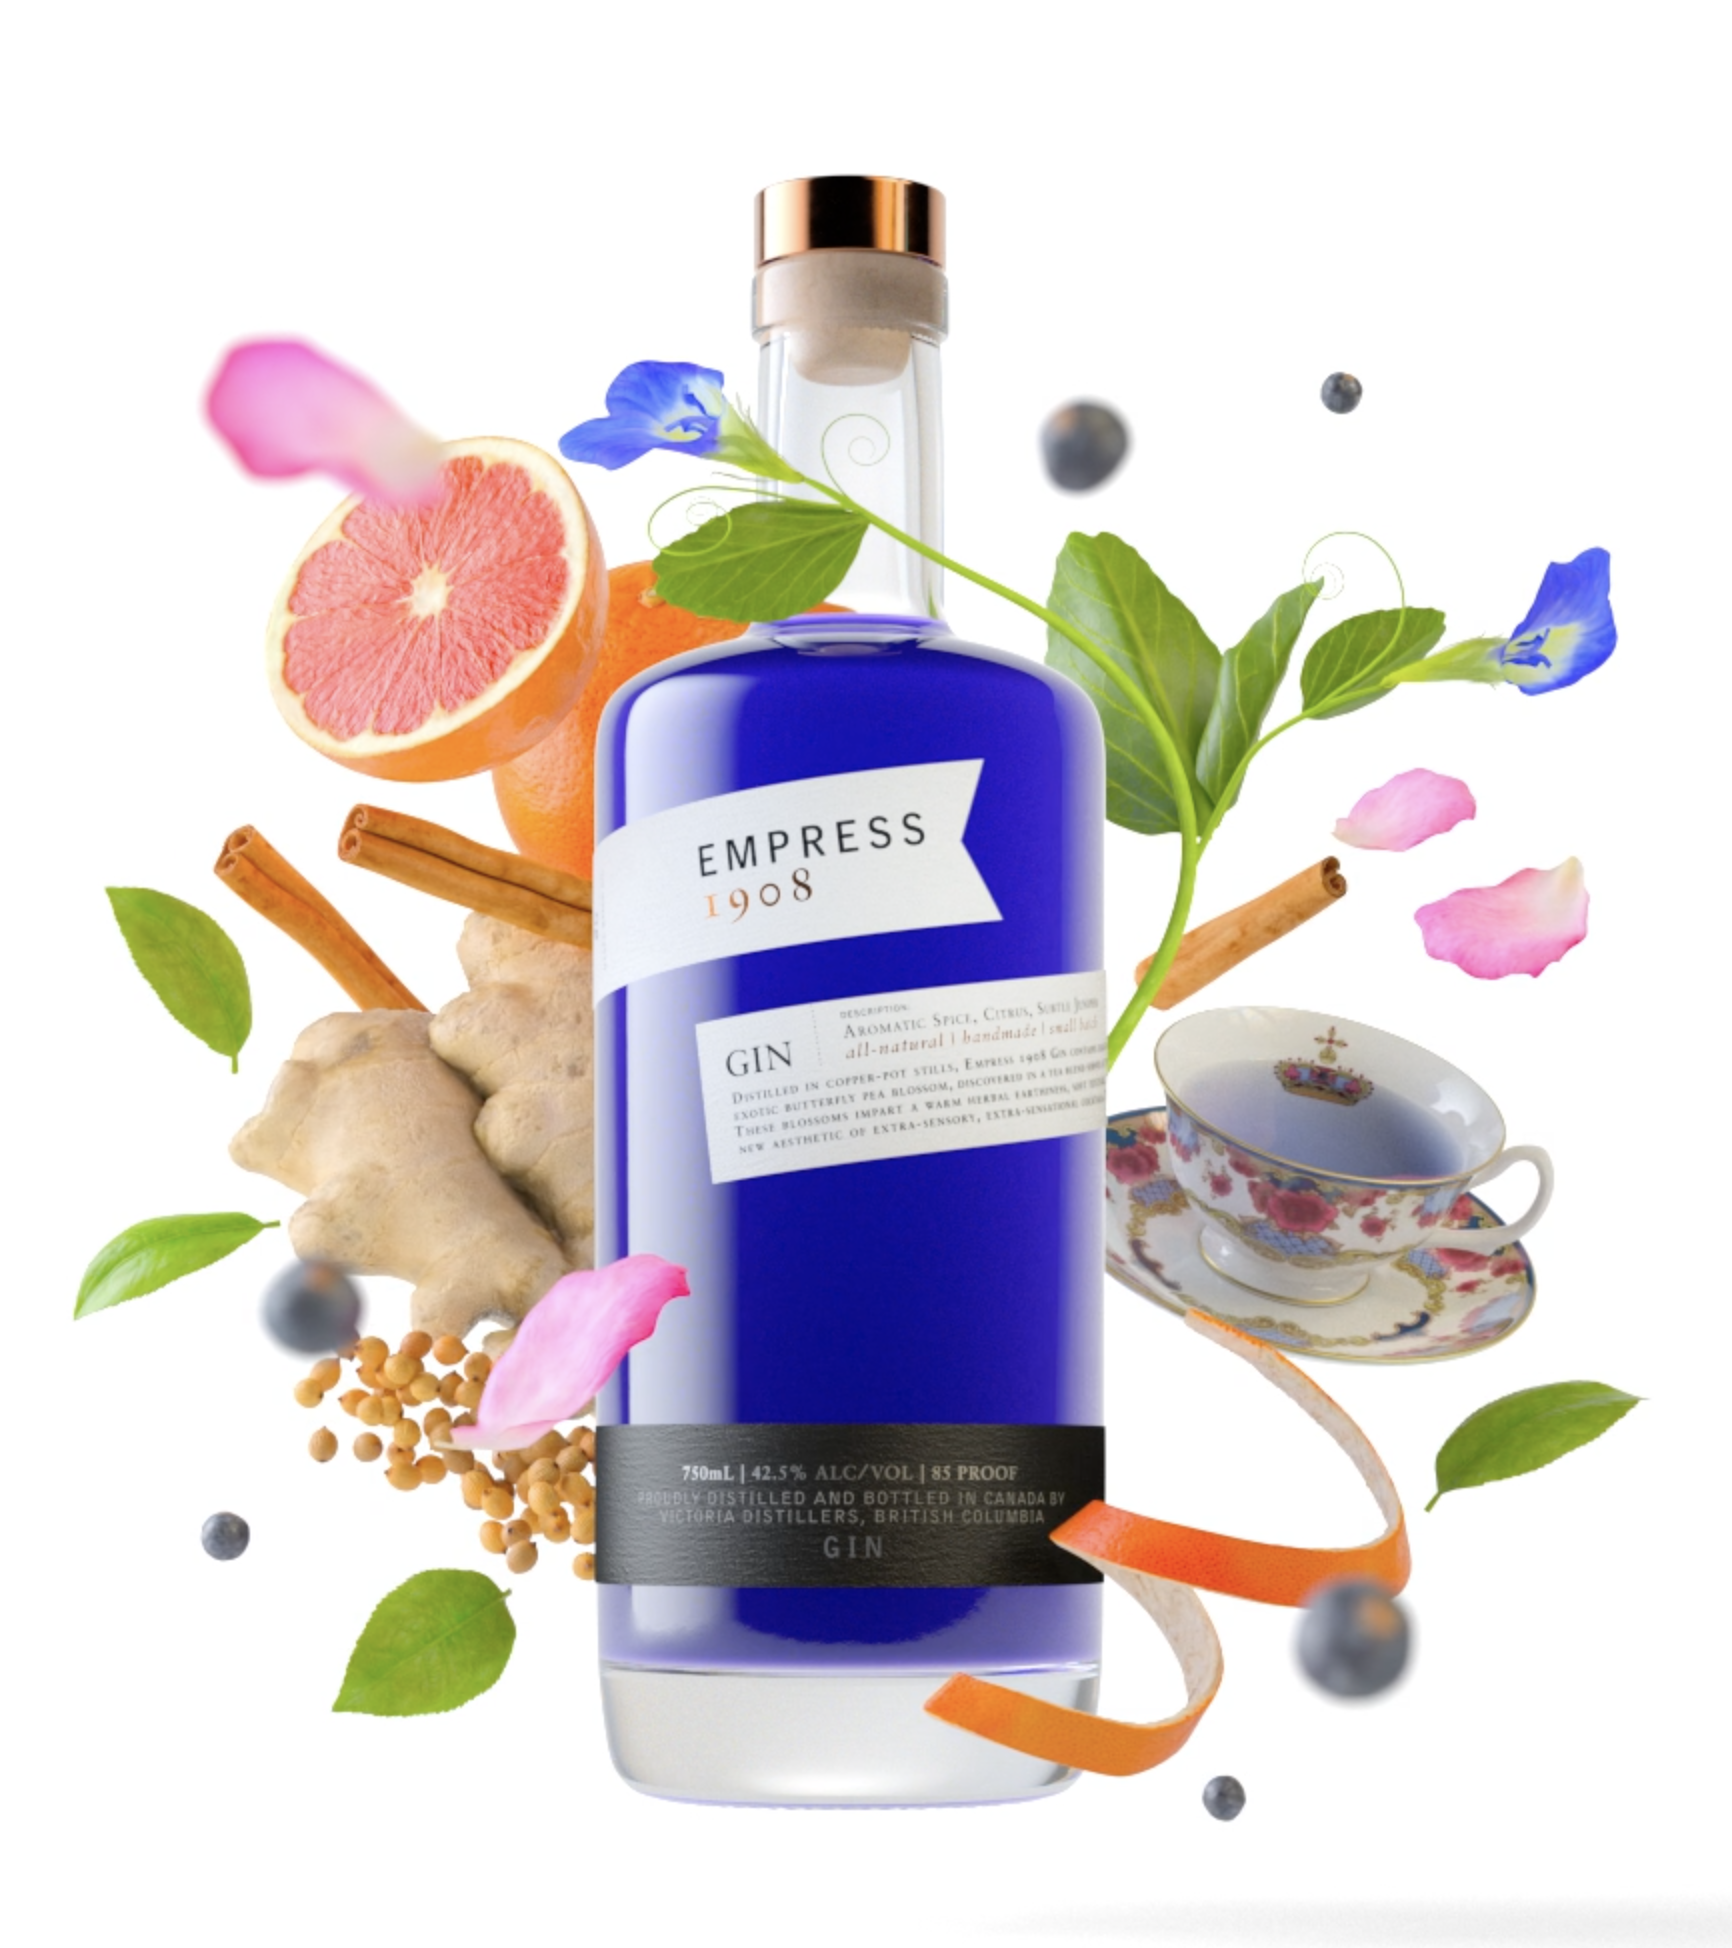 EMPRESS
1908
DESCRIPTION:
GIN
AROMATIC SPICE, CITRUS, SUBTLE JUNIPER
all-natural | handmade | small batch
DISTILLED IN COPPER-POT STILLS, EMPRESS 1908 GIN CONTAINS
EXOTIC BUTTERFLY PEA BLOSSOM, DISCOVERED IN A TEA BLEND
THESE BLOSSOMS IMPART A WARM HERBAL EARTHINESS, SOFT
NEW AESTHETIC OF EXTRA-SENSORY, EXTRA-SENSATIONAL
750mL | 42.5% ALC/VOL | 85 PROOF
PROUDLY DISTILLED AND BOTTLED IN CANADA BY
VICTORIA DISTILLERS, BRITISH COLUMBIA
GIN